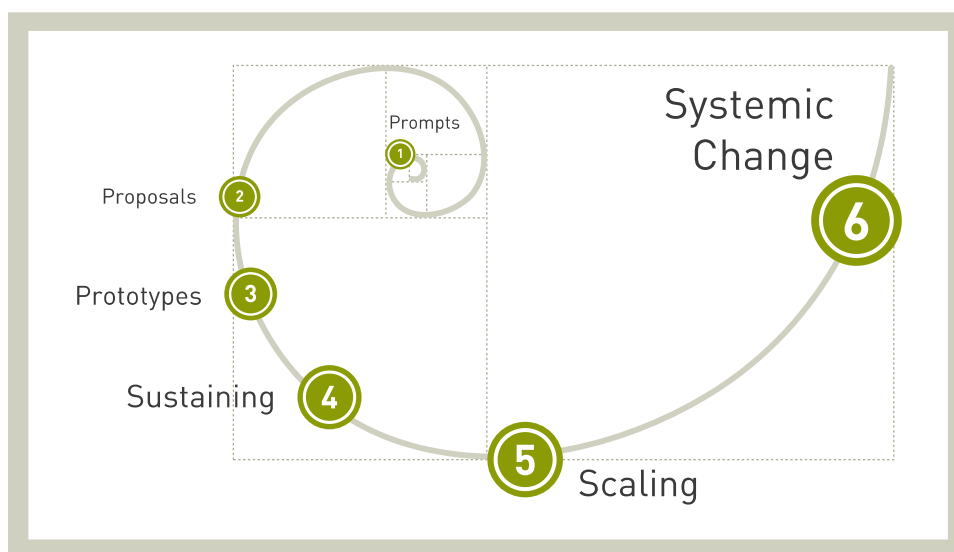 Prompts
1
Proposals
2
Prototypes
3
Sustaining
4
5
Scaling
Systemic
Change
6